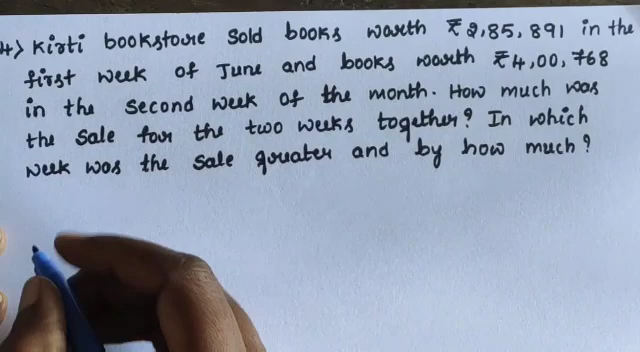 4) Kirti bookstore sold books worth ₹2,85,891 in the
first week of June and books worth ₹4,00,768
in the second week of the month. How much was
the sale for the two weeks together? In which
week was the sale greater and by how much?